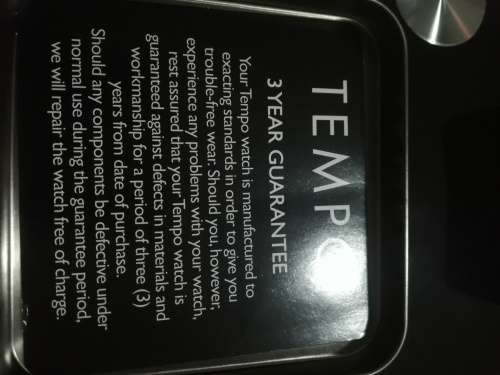 TEMPO
3 YEAR GUARANTEE
Your Tempo watch is manufactured to
exacting standards in order to give you
trouble-free wear. Should you, however,
experience any problems with your watch,
rest assured that your Tempo watch is
guaranteed against defects in materials and
workmanship for a period of three (3)
years from date of purchase.
Should any components be defective under
normal use during the guarantee period,
we will repair the watch free of charge.